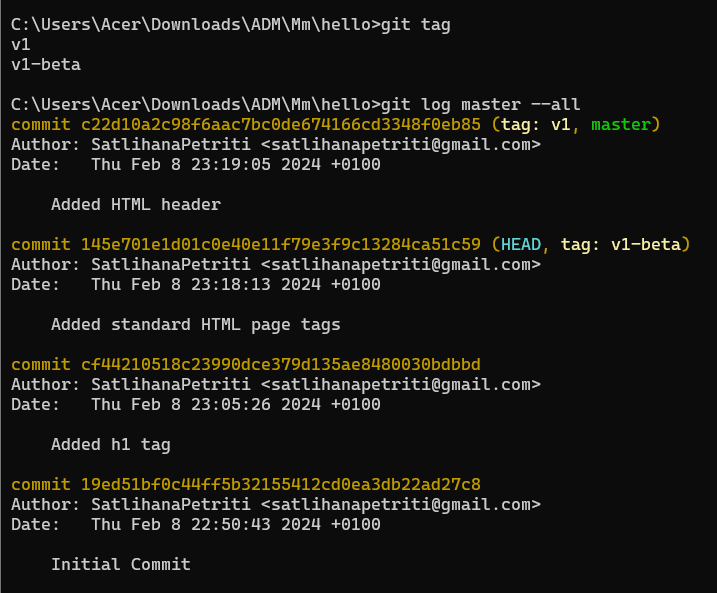 C:\Users\Acer\Downloads\ADM\Mm\hello>git tag
v1
v1-beta
C:\Users\Acer\Downloads\ADM\Mm\hello>git log master --all
commit c22d10a2c98f6aac7bc0de674166cd3348f0eb85 (tag: v1, master)
Author: SatlihanaPetriti <satlihanapetriti@gmail.com>
Date:   Thu Feb 8 23:19:05 2024 +0100
Added HTML header
commit 145e701e1d01c0e40e11f79e3f9c13284ca51c59 (HEAD, tag: v1-beta)
Author: SatlihanaPetriti <satlihanapetriti@gmail.com>
Date:   Thu Feb 8 23:18:13 2024 +0100
Added standard HTML page tags
commit cf44210518c23990dce379d135ae8480030bdbbd
Author: SatlihanaPetriti <satlihanapetriti@gmail.com>
Date:   Thu Feb 8 23:05:26 2024 +0100
Added h1 tag
commit 19ed51bf0c44ff5b32155412cd0ea3db22ad27c8
Author: SatlihanaPetriti <satlihanapetriti@gmail.com>
Date:   Thu Feb 8 22:50:43 2024 +0100
Initial Commit